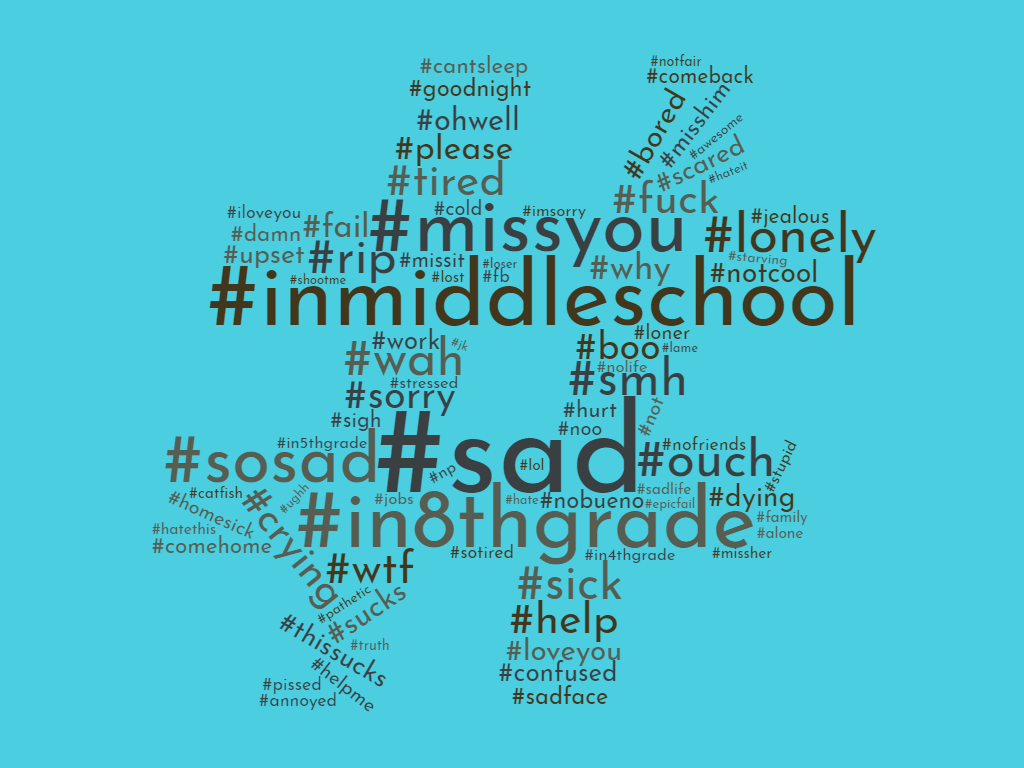 #cantsleep
#goodnight
#ohwell
#please
#tired
#notfair
#comeback
#bored
#misshim
#awesome
#scared
#hateit
#fuck
#iloveyou
#damn
#upset
#fail
#rip
#cold
#imsorry
#missyou
#jealous
#lonely
#missit
#loser
#shootme
#lost
#fb
#why
#starving
#notcool
#inmiddleschool
#work
#jk
#wah
#stressed
#sorry
#sigh
#loner
#boo
#lame
#nolife
#smh
#hurt
#noo
#not
#in5thgrade
#sosad
#sad
#np
#lol
#nofriends
#ouch
#stupid
#catfish
#ughh
#homesick
#hatethis
#comehome
#crying
#jobs
#hate
#nobueno
#sadlife
#epicfail
#dying
#family
#alone
#in8thgrade
#sotired
#in4thgrade
#missher
#wtf
#pathetic
#sucks
#thissucks
#truth
#helpme
#pissed
#annoyed
#sick
#help
#loveyou
#confused
#sadface